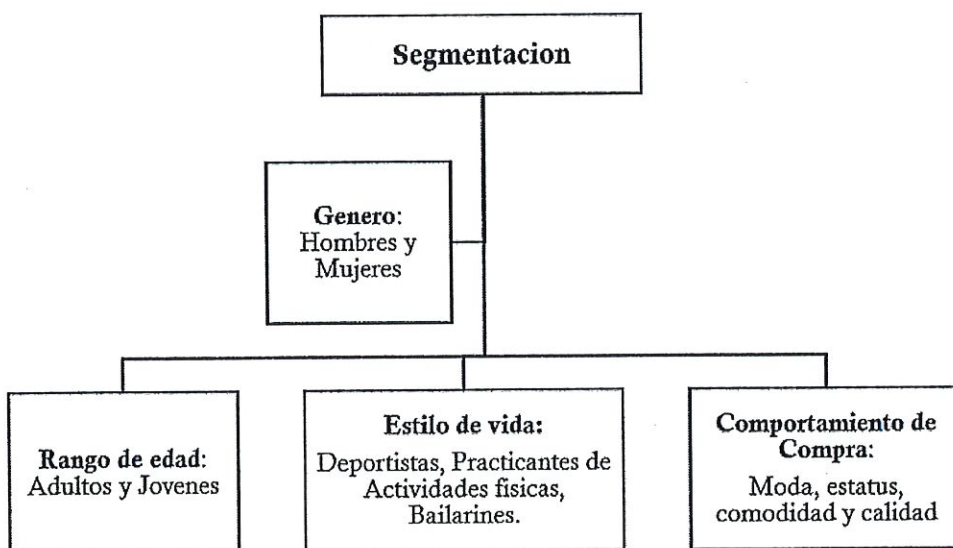 Segmentacion
Genero:
Hombres y
Mujeres
Rango de edad:
Adultos y Jovenes
Estilo de vida:
Deportistas, Practicantes de
Actividades físicas,
Bailarines.
Comportamiento de
Compra:
Moda, estatus,
comodidad y calidad